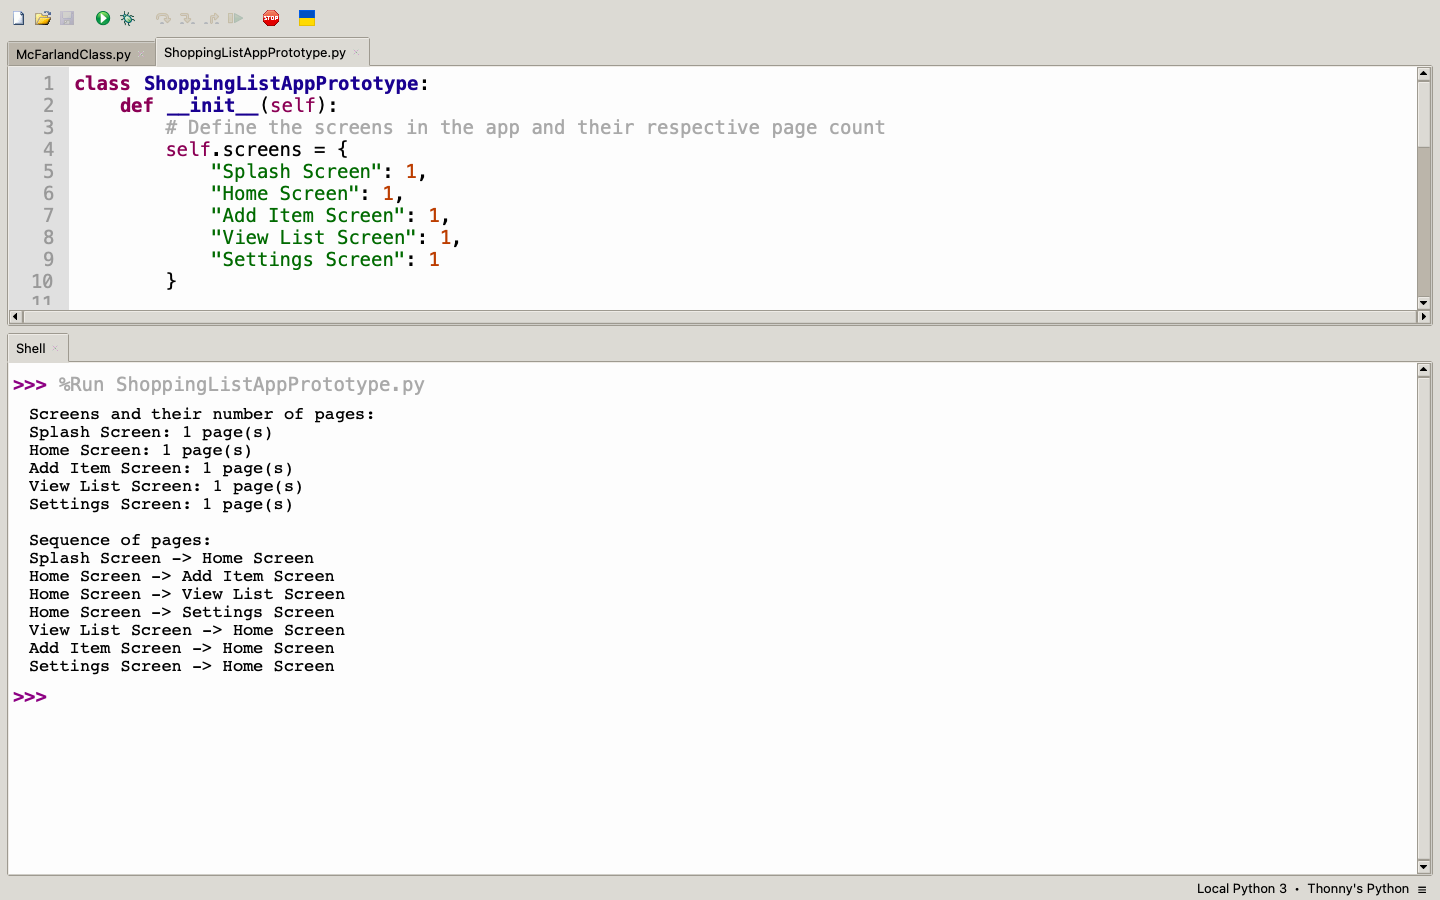 STOP
McFarlandClass.py
ShoppingListAppPrototype.py
1 class ShoppingListAppPrototype:
2     def __init__(self):
3         # Define the screens in the app and their respective page count
4         self.screens = {
5             "Splash Screen": 1,
6             "Home Screen": 1,
7             "Add Item Screen": 1,
8             "View List Screen": 1,
9             "Settings Screen": 1
10         }
11
Shell
>>> %Run ShoppingListAppPrototype.py
Screens and their number of pages:
Splash Screen: 1 page(s)
Home Screen: 1 page(s)
Add Item Screen: 1 page(s)
View List Screen: 1 page(s)
Settings Screen: 1 page(s)
Sequence of pages:
Splash Screen -> Home Screen
Home Screen -> Add Item Screen
Home Screen -> View List Screen
Home Screen -> Settings Screen
View List Screen -> Home Screen
Add Item Screen -> Home Screen
Settings Screen -> Home Screen
>>>
Local Python 3 • Thonny's Python ≡